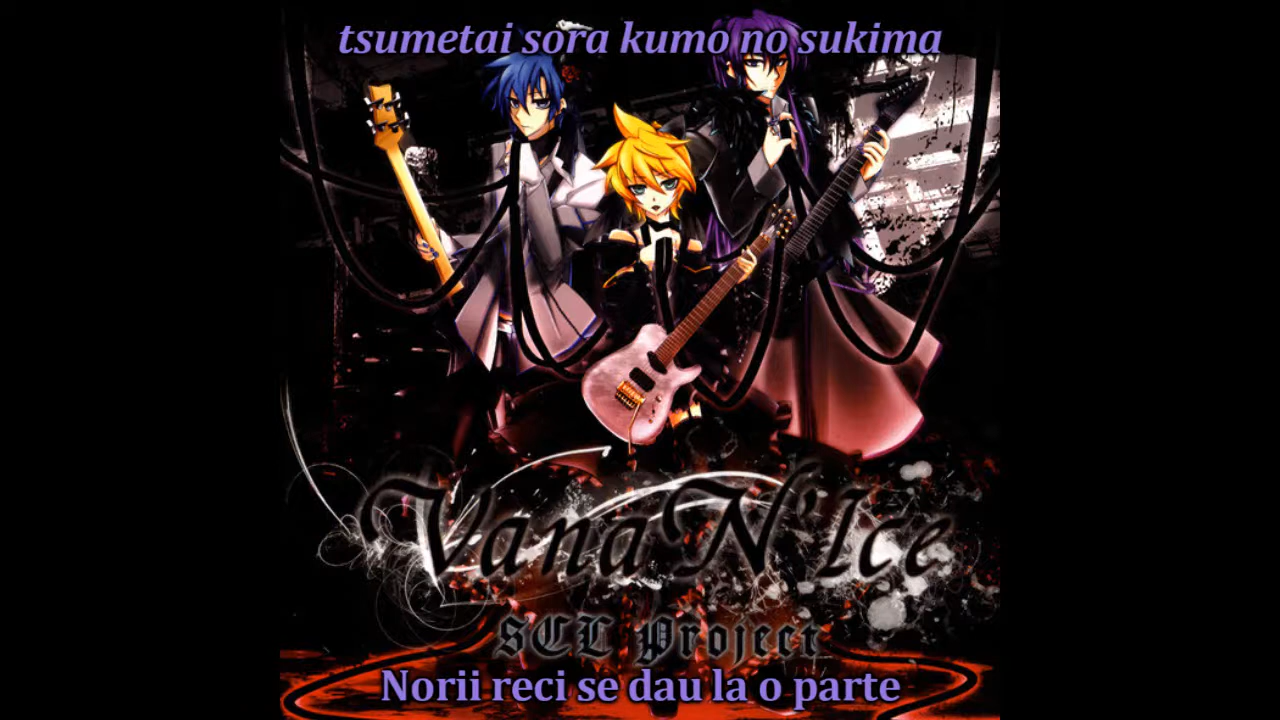 tsumetai sora kumo no sukima
VanaN'Ice
SCL Project
Norii reci se dau la o parte